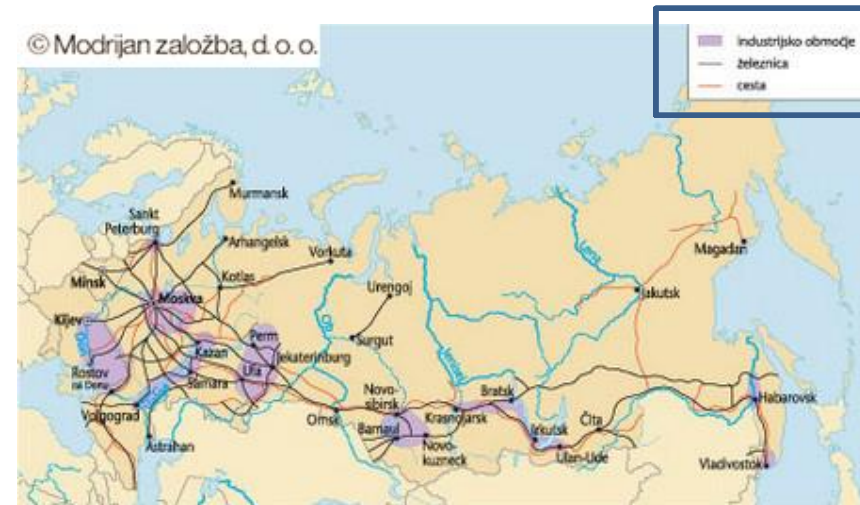 © Modrijan založba, d. o. o.
industrijsko območje
železnica
cesta
Murmansk
Sankt
Peterburg
Arhangelsk
Vorkuta
Magadan
Minsk
Kotlas
Lena
Moskva
Urengoj
Jakutsk
Kijev
Ob
Don
Perm
Surgut
Jenisej
Kazan
Jekaterinburg
Rostov
na Donu
Ufa
Samara
Novo-
sibirsk
Bratsk
Habarovsk
Volga
Volgograd
Omsk
Krasnojarsk
Čita
Barnaul
Irkutsk
Astrahan
Novo-
kuzneck
Ulan-Ude
Vladivostok